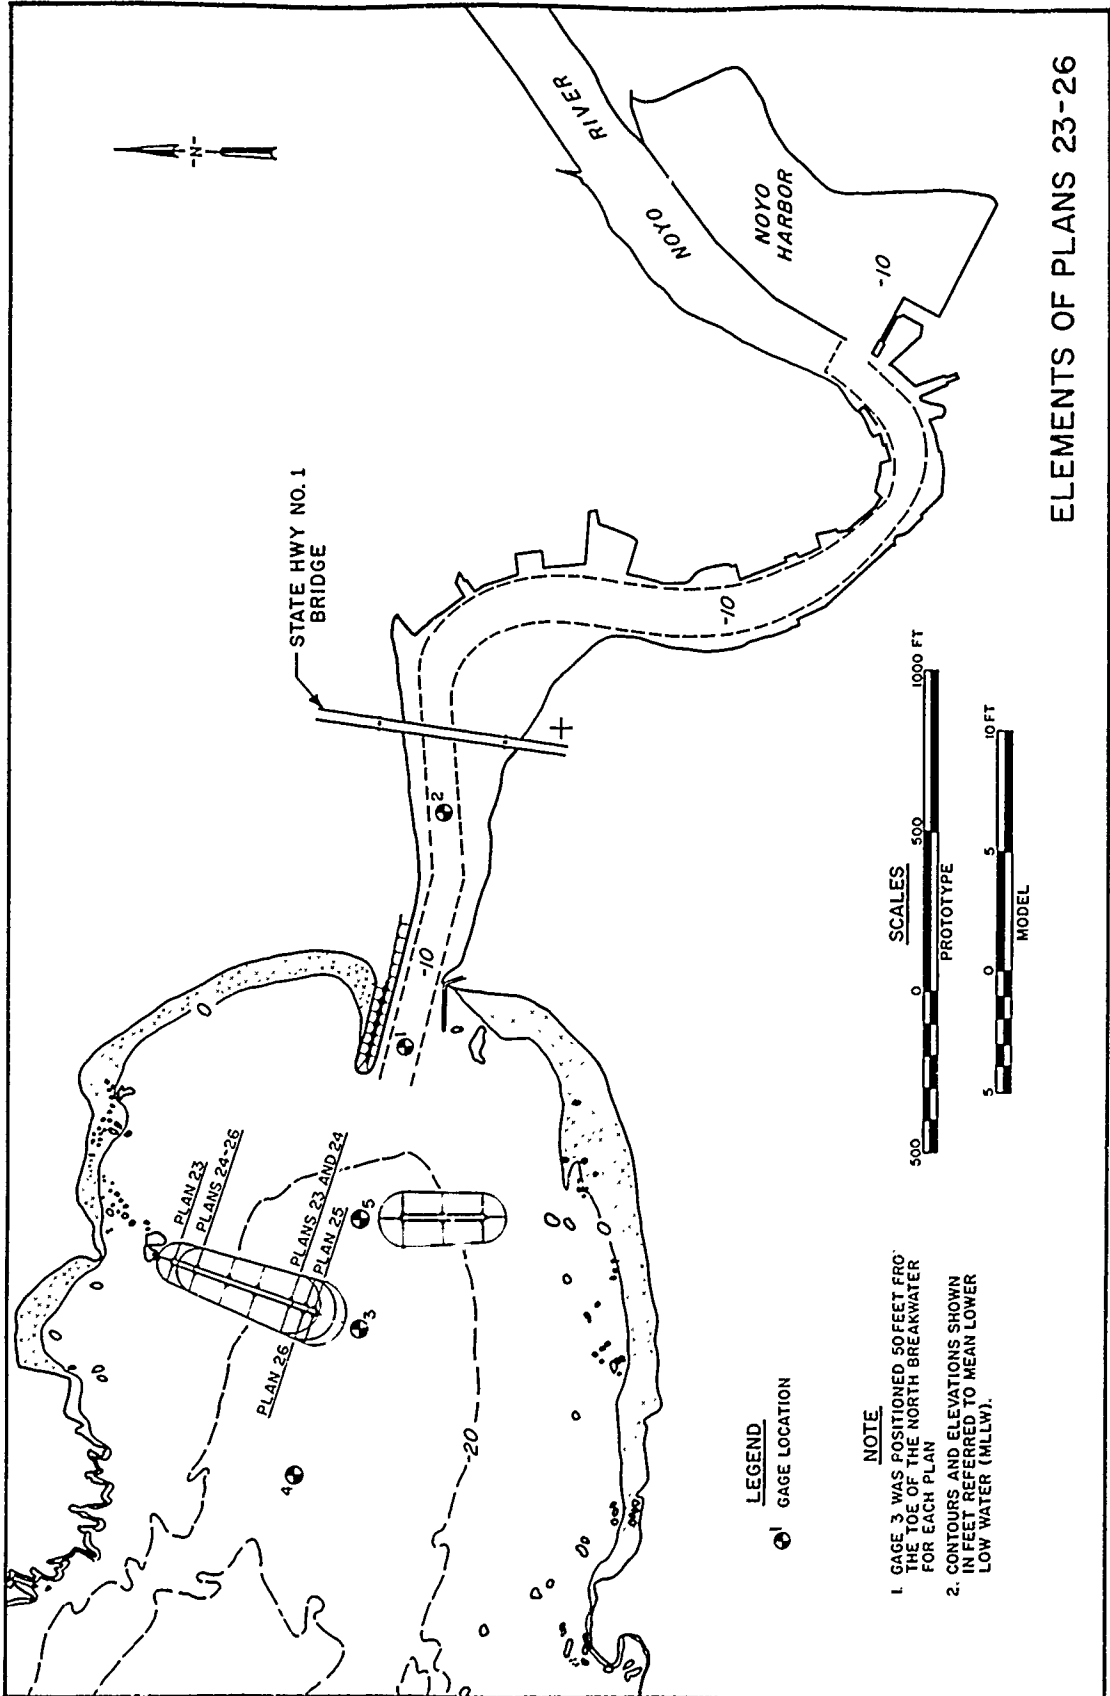 ELEMENTS OF PLANS 23-26
-N-
STATE HWY NO. 1
BRIDGE
NOYO
RIVER
NOYO
HARBOR
-10
-10
-10
2
1
0
PLAN 23
PLANS 24-26
PLANS 23 AND 24
PLAN 25
PLAN 26
5
3
4
-20
0
SCALES
500
0
500
1000 FT
PROTOTYPE
5
0
5
10 FT
MODEL
LEGEND
1
GAGE LOCATION
NOTE
1. GAGE 3 WAS POSITIONED 50 FEET FRO
THE TOE OF THE NORTH BREAKWATER
FOR EACH PLAN
2. CONTOURS AND ELEVATIONS SHOWN
IN FEET REFERRED TO MEAN LOWER
LOW WATER (MLLW).